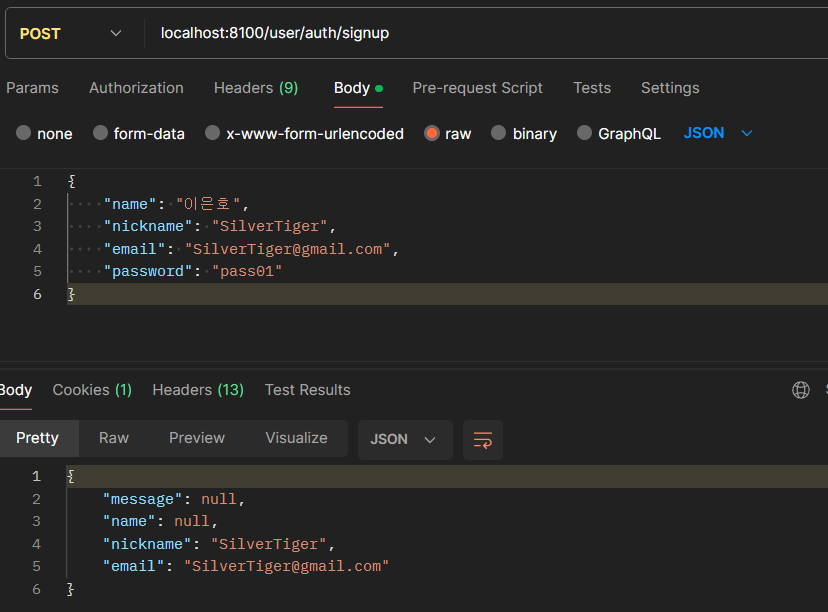 POST localhost:8100/user/auth/signup
Params Authorization Headers (9) Body Pre-request Script Tests Settings
none form-data x-www-form-urlencoded raw binary GraphQL JSON
1 {
2 "name": "이은호",
3 "nickname": "SilverTiger",
4 "email": "SilverTiger@gmail.com",
5 "password": "pass01"
6 }
Body Cookies (1) Headers (13) Test Results
Pretty Raw Preview Visualize JSON
1 {
2 "message": null,
3 "name": null,
4 "nickname": "SilverTiger",
5 "email": "SilverTiger@gmail.com"
6 }